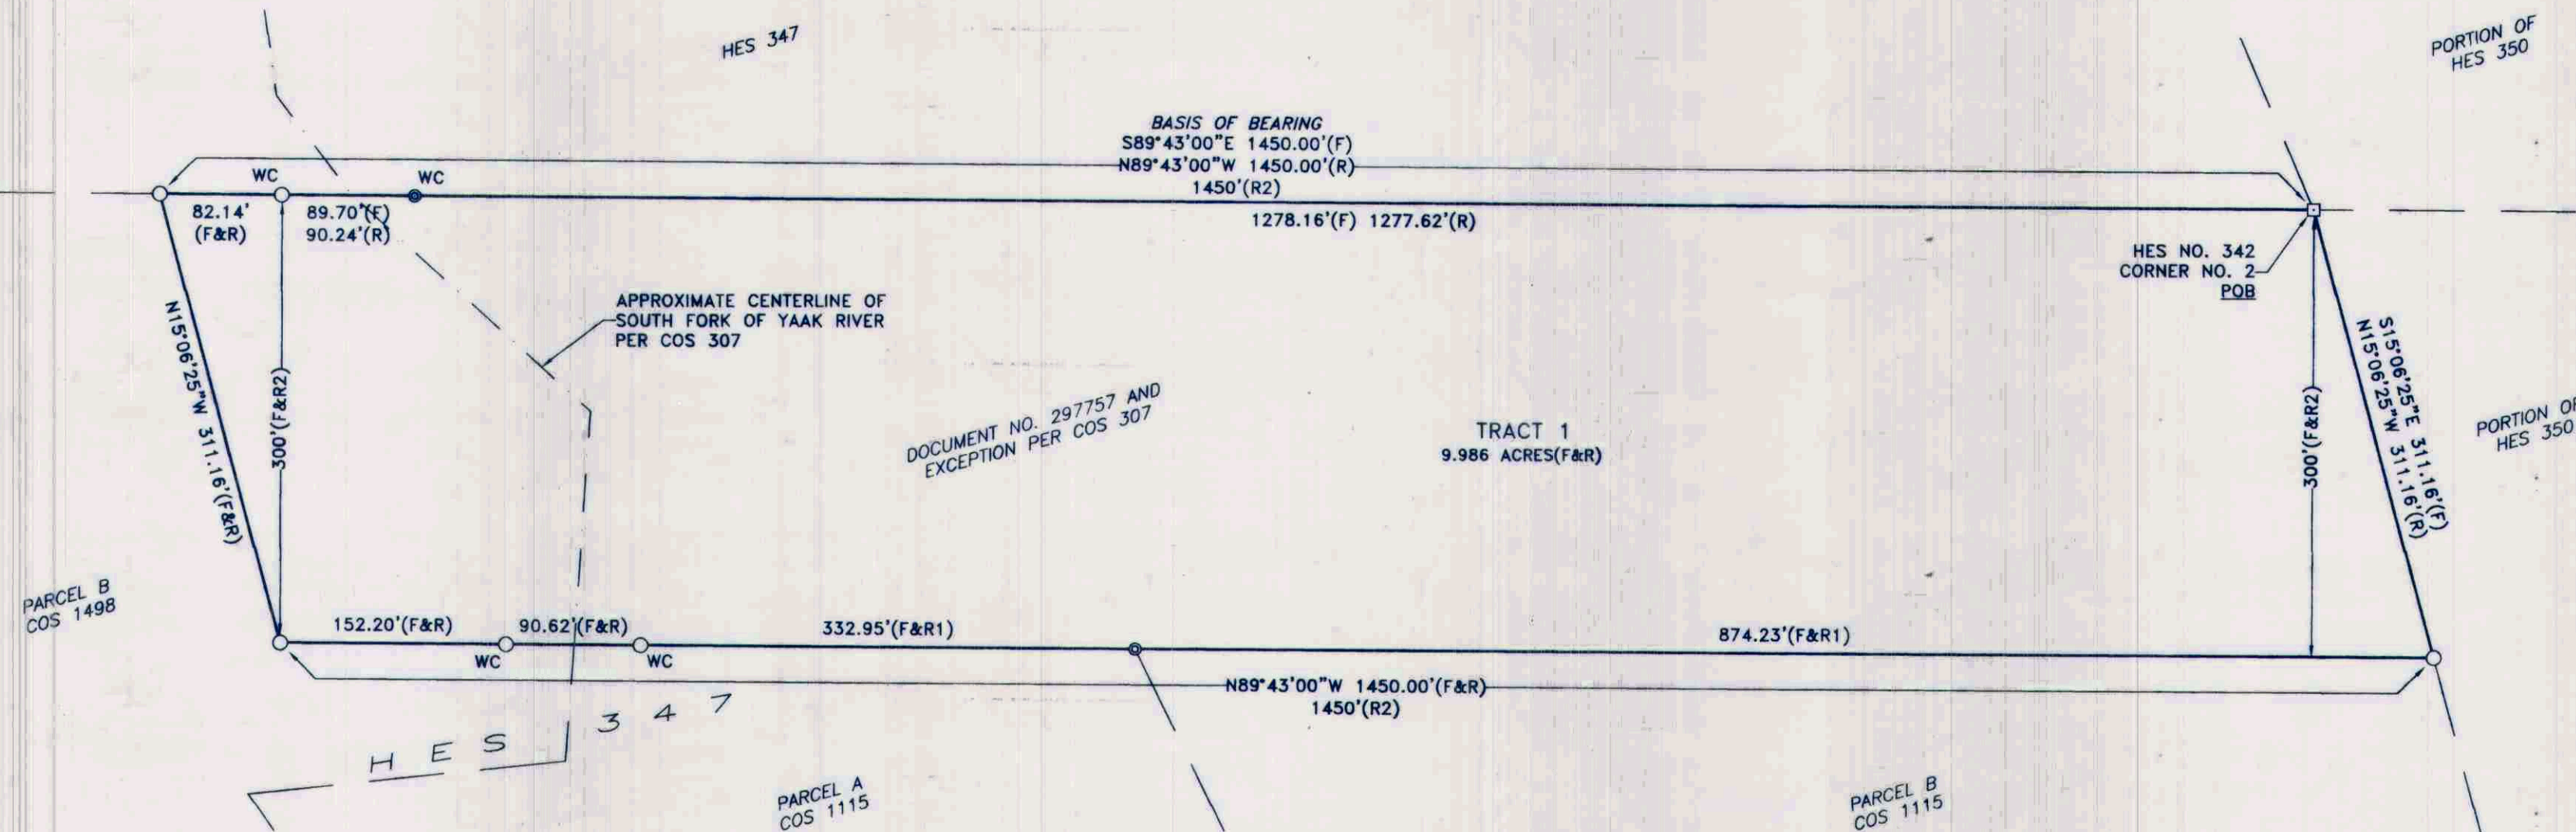 HES 347
PORTION OF
HES 350
BASIS OF BEARING
S89°43'00"E 1450.00'(F)
N89°43'00"W 1450.00'(R)
1450'(R2)
WC
WC
82.14'
(F&R)
89.70'(F)
90.24'(R)
1278.16'(F) 1277.62'(R)
HES NO. 342
CORNER NO. 2
POB
APPROXIMATE CENTERLINE OF
SOUTH FORK OF YAAK RIVER
PER COS 307
N15°06'25"W 311.16'(F&R)
300'(F&R2)
DOCUMENT NO. 297757 AND
EXCEPTION PER COS 307
TRACT 1
9.986 ACRES(F&R)
300'(F&R2)
S15°06'25"E 311.16'(F)
N15°06'25"W 311.16'(R)
PORTION OF
HES 350
PARCEL B
COS 1498
152.20'(F&R)
90.62'(F&R)
332.95'(F&R1)
874.23'(F&R1)
WC
WC
N89°43'00"W 1450.00'(F&R)
1450'(R2)
HES 347
PARCEL A
COS 1115
PARCEL B
COS 1115